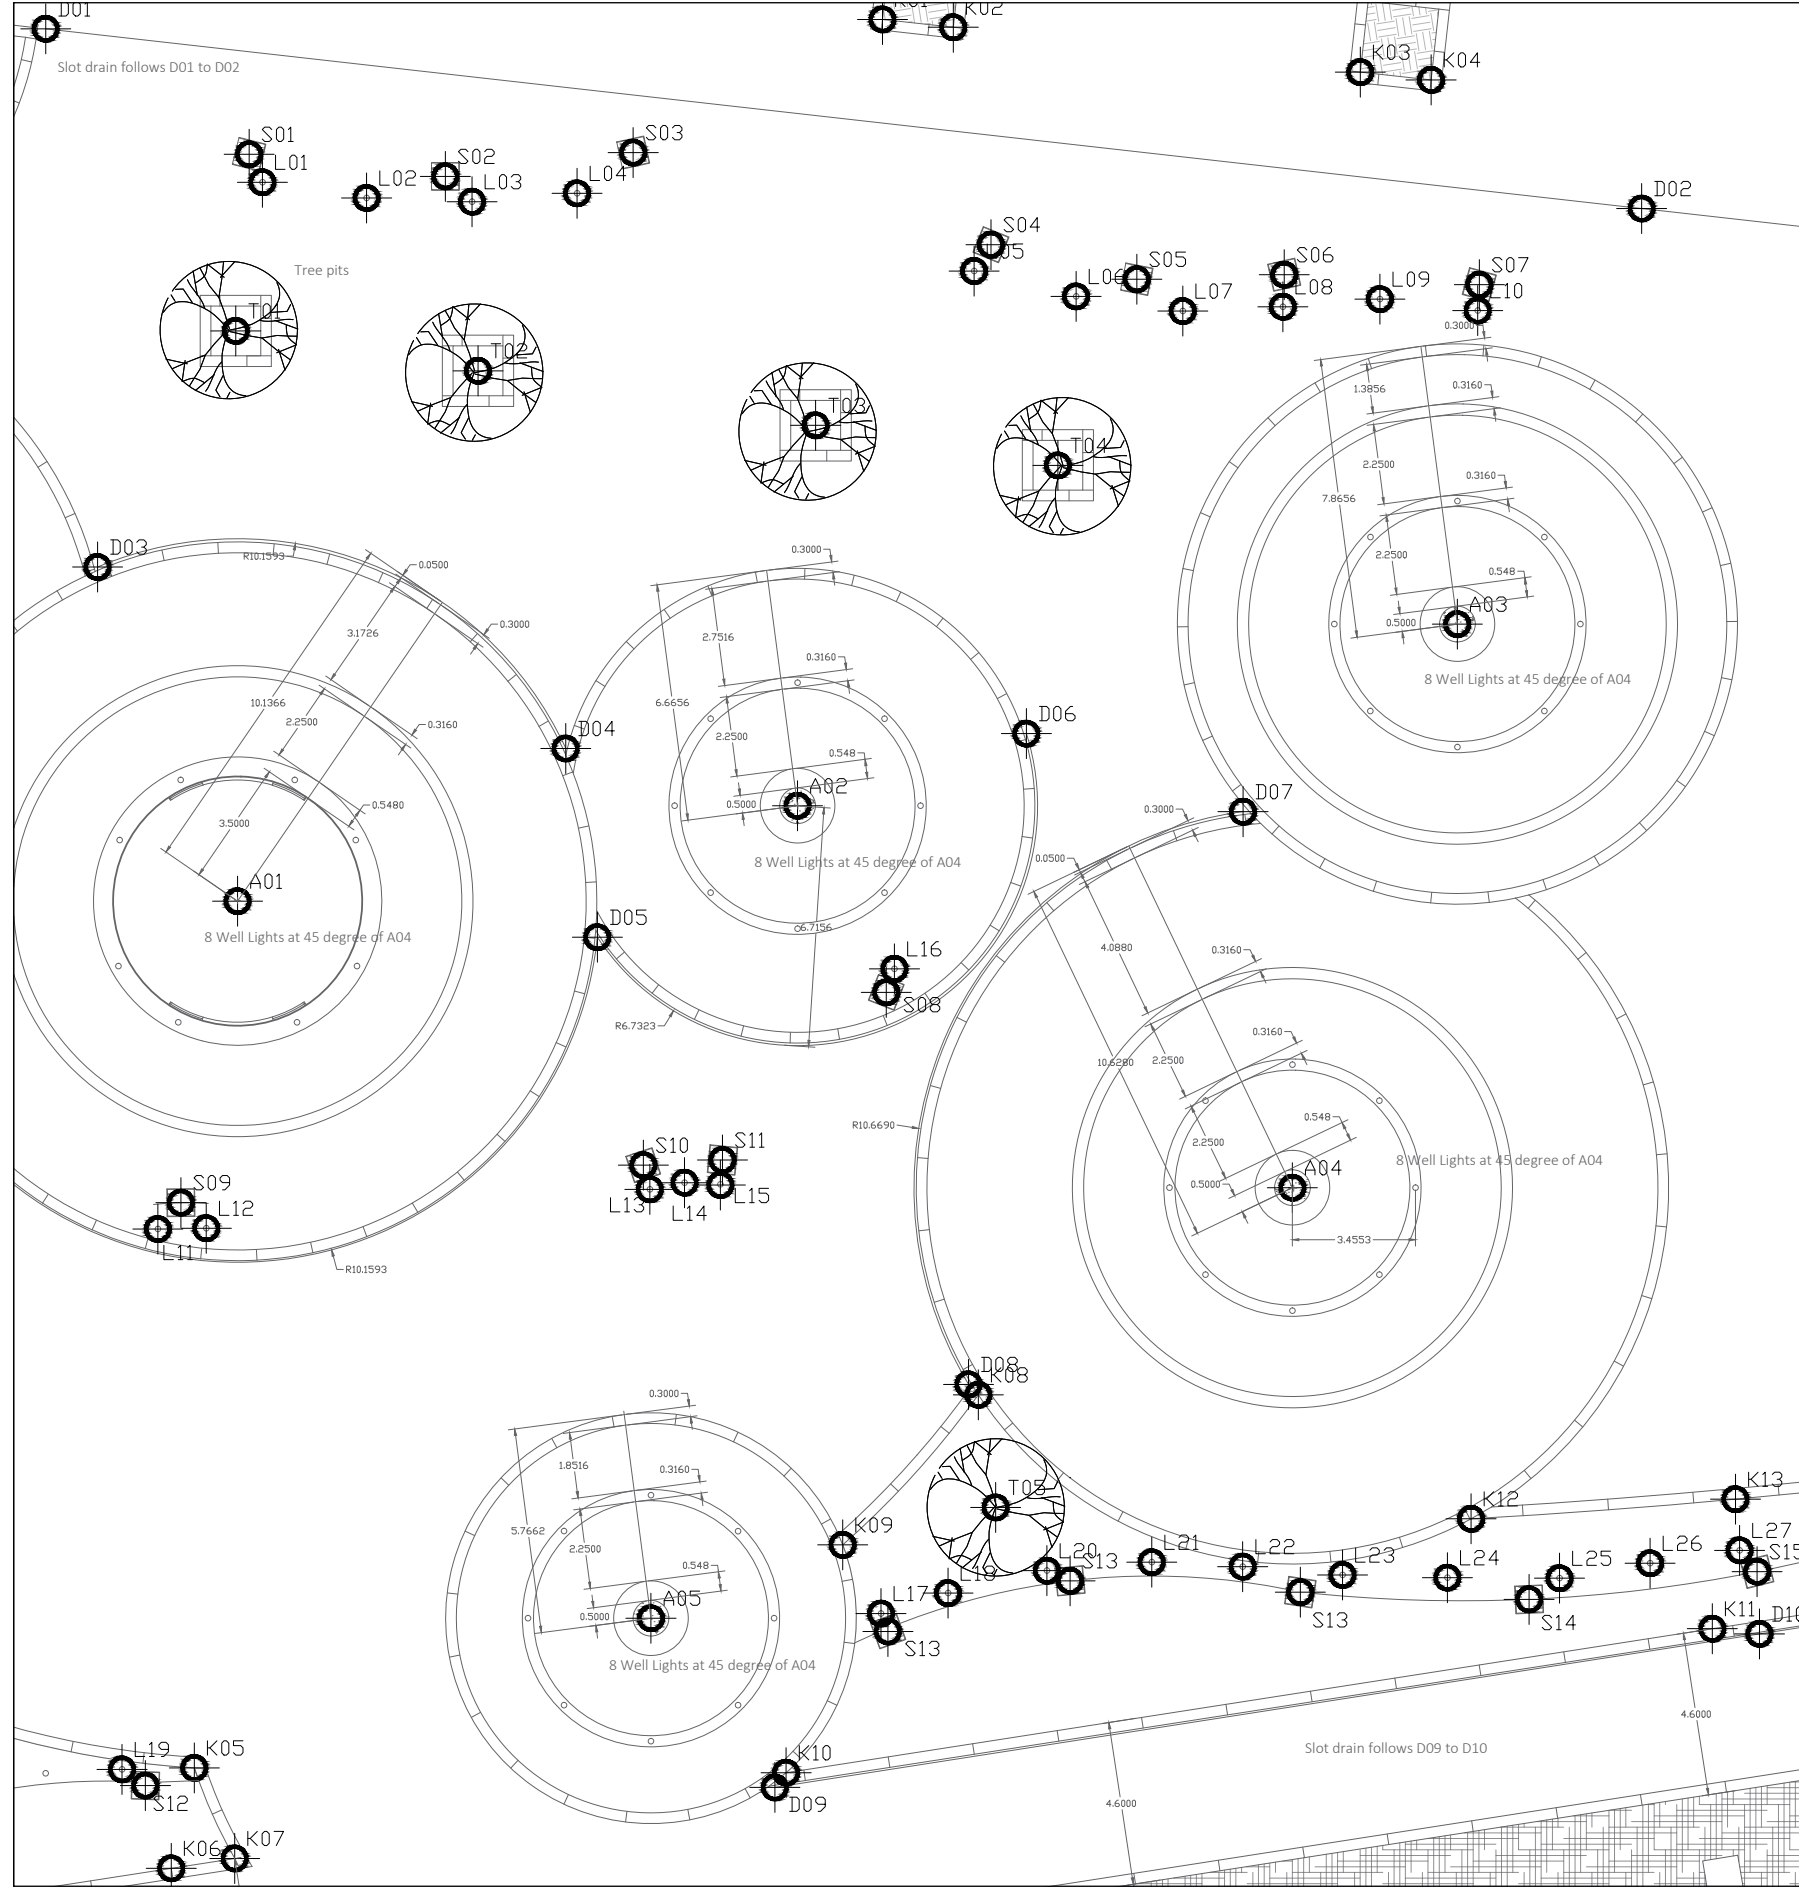 D01
K02
Slot drain follows D01 to D02
K03
K04
S01
L01
L02
S02
L03
L04
S03
D02
S04
S05
L07
S06
L08
L09
S07
L10
Tree pits
T01
T02
T03
T04
0.3000
1.3856
0.3160
2.2500
0.3160
7.8656
2.2500
0.548
A03
0.5000
8 Well Lights at 45 degree of A04
D03
R10.1593
0.0500
0.3000
3.1726
10.1366
2.2500
0.3160
0.5480
3.5000
A01
8 Well Lights at 45 degree of A04
0.3000
2.7516
0.3160
6.6656
2.2500
0.548
D04
D06
A02
0.5000
8 Well Lights at 45 degree of A04
D05
6.7156
L16
S08
R6.7323
D07
0.3000
0.0500
4.0880
0.3160
10.6280
0.3160
2.2500
R10.6690
0.548
2.2500
A04
0.5000
8 Well Lights at 45 degree of A04
3.4553
S10
S11
L13
L14
L15
S09
L12
L11
R10.1593
D08
K08
0.3000
1.8516
0.3160
5.7662
2.2500
0.548
A05
0.5000
8 Well Lights at 45 degree of A04
T05
K09
K12
K13
L17
L18
L20
S13
L21
L22
L23
L24
L25
L26
L27
S15
S13
S13
S14
K11
D10
4.6000
Slot drain follows D09 to D10
4.6000
K10
D09
L19
K05
S12
K06
K07